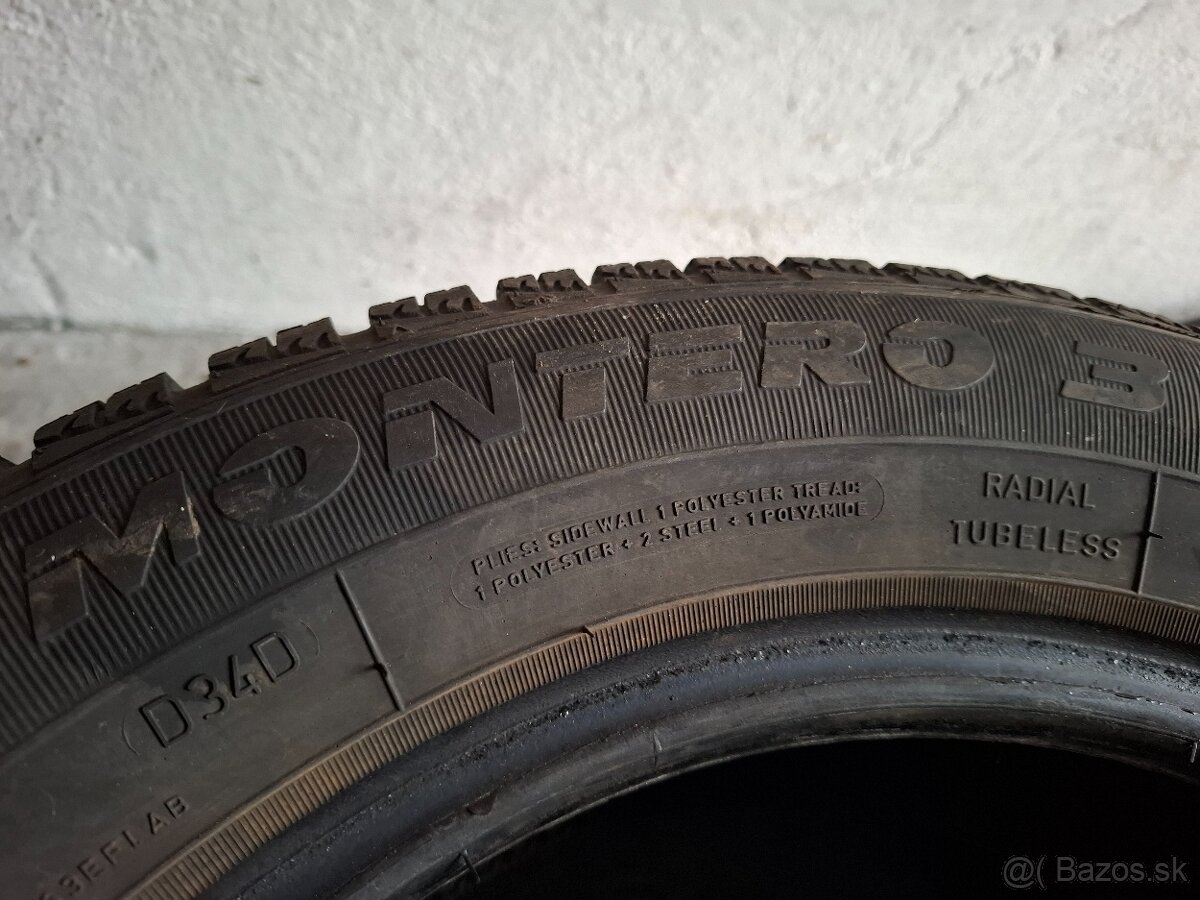 MONTERO 3
PLIES: SIDEWALL 1 POLYESTER TREAD:
1 POLYESTER + 2 STEEL + 1 POLYAMIDE
RADIAL
TUBELESS
D34D
@( Bazos.sk